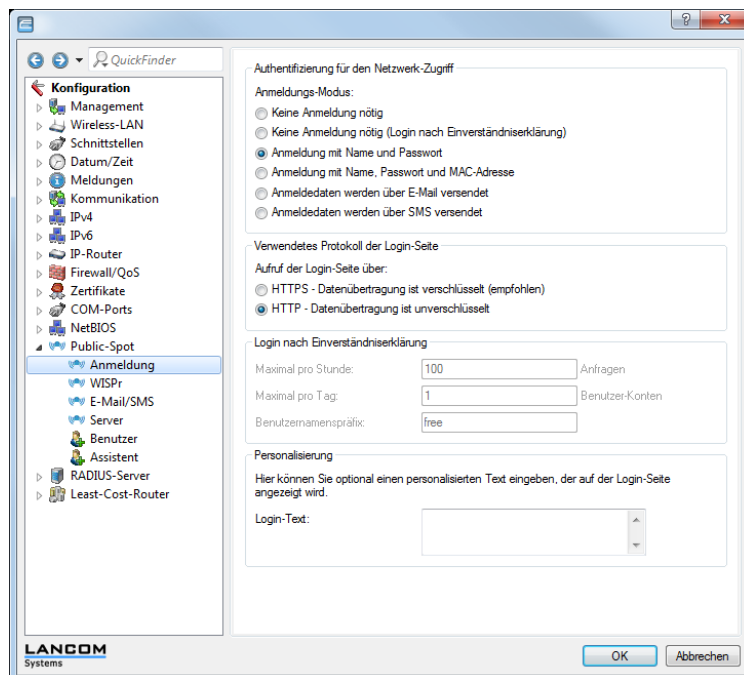 QuickFinder
Konfiguration
Management
Wireless-LAN
Schnittstellen
Datum/Zeit
Meldungen
Kommunikation
IPv4
IPv6
IP-Router
Firewall/QoS
Zertifikate
COM-Ports
NetBIOS
Public-Spot
Anmeldung
WISPr
E-Mail/SMS
Server
Benutzer
Assistent
RADIUS-Server
Least-Cost-Router
Authentifizierung für den Netzwerk-Zugriff
Anmeldungs-Modus:
Keine Anmeldung nötig
Keine Anmeldung nötig (Login nach Einverständniserklärung)
Anmeldung mit Name und Passwort
Anmeldung mit Name, Passwort und MAC-Adresse
Anmeldedaten werden über E-Mail versendet
Anmeldedaten werden über SMS versendet
Verwendetes Protokoll der Login-Seite
Aufruf der Login-Seite über:
HTTPS - Datenübertragung ist verschlüsselt (empfohlen)
HTTP - Datenübertragung ist unverschlüsselt
Login nach Einverständniserklärung
Maximal pro Stunde: 100 Anfragen
Maximal pro Tag: 1 Benutzer-Konten
Benutzernamenspräfix: free
Personalisierung
Hier können Sie optional einen personalisierten Text eingeben, der auf der Login-Seite
angezeigt wird.
Login-Text:
LANCOM
Systems
OK Abbrechen